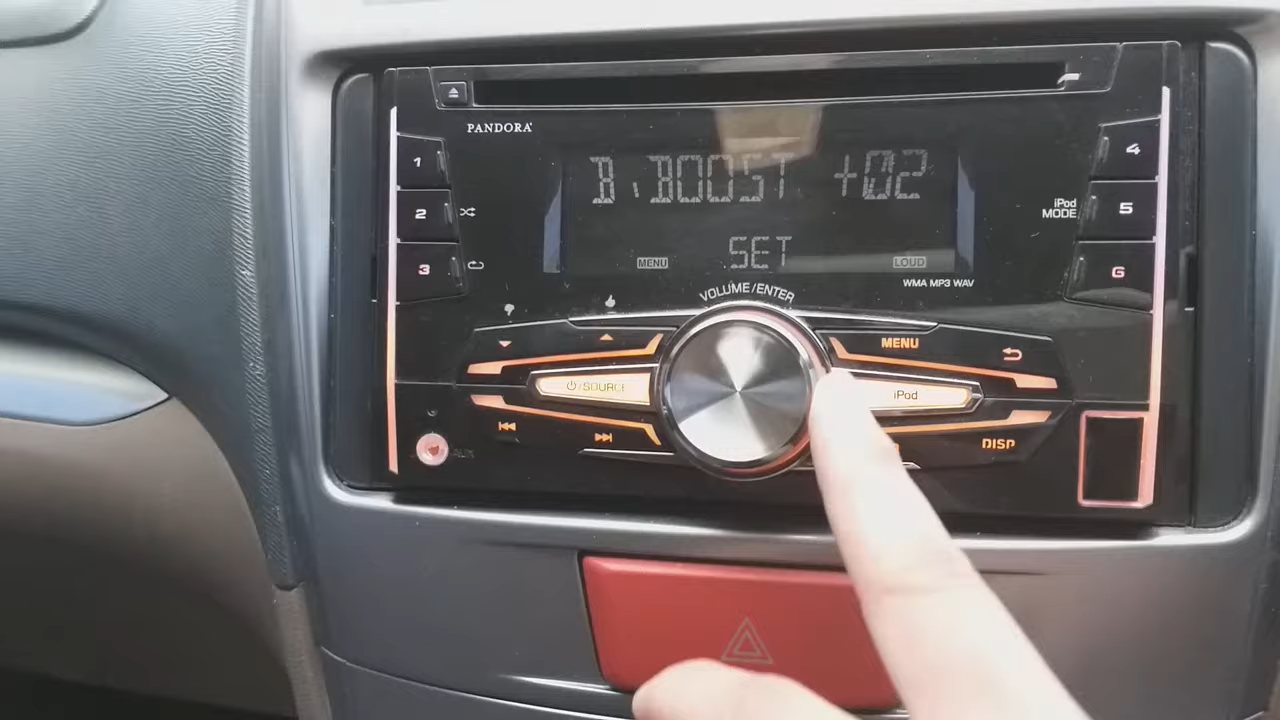 PANDORA
1
2
3
B.BOOST +02
SET
MENU
LOUD
WMA MP3 WAV
4
iPod
MODE
5
6
VOLUME/ENTER
MENU
/SOURCE
iPod
DISP
AUX